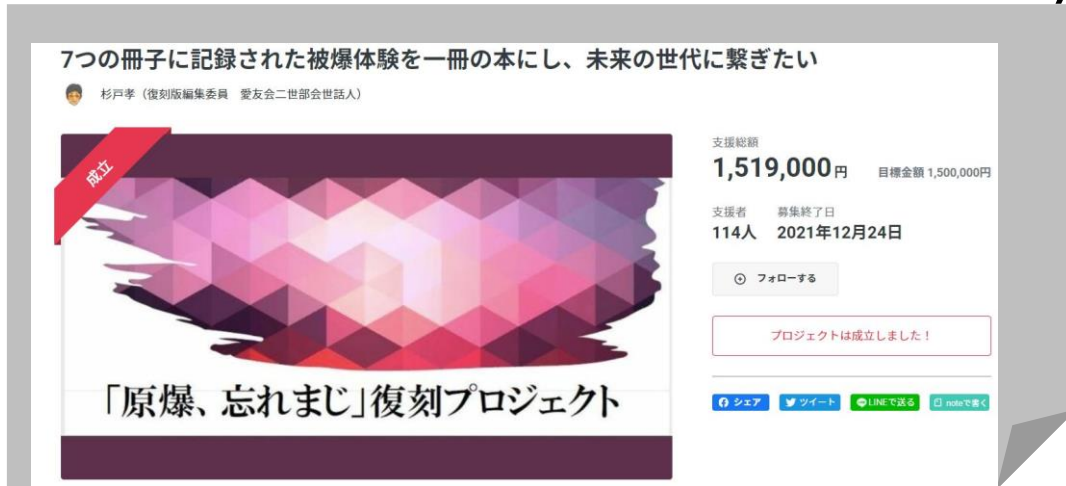 7つの冊子に記録された被爆体験を一冊の本にし、未来の世代に繋ぎたい
杉戸孝（復刻版編集委員　愛友会二世部会世話人）
成立
「原爆、忘れまじ」復刻プロジェクト
支援総額
1,519,000円 目標金額 1,500,000円
支援者 募集終了日
114人 2021年12月24日
フォローする
プロジェクトは成立しました！
シェア ツイート LINEで送る noteで書く